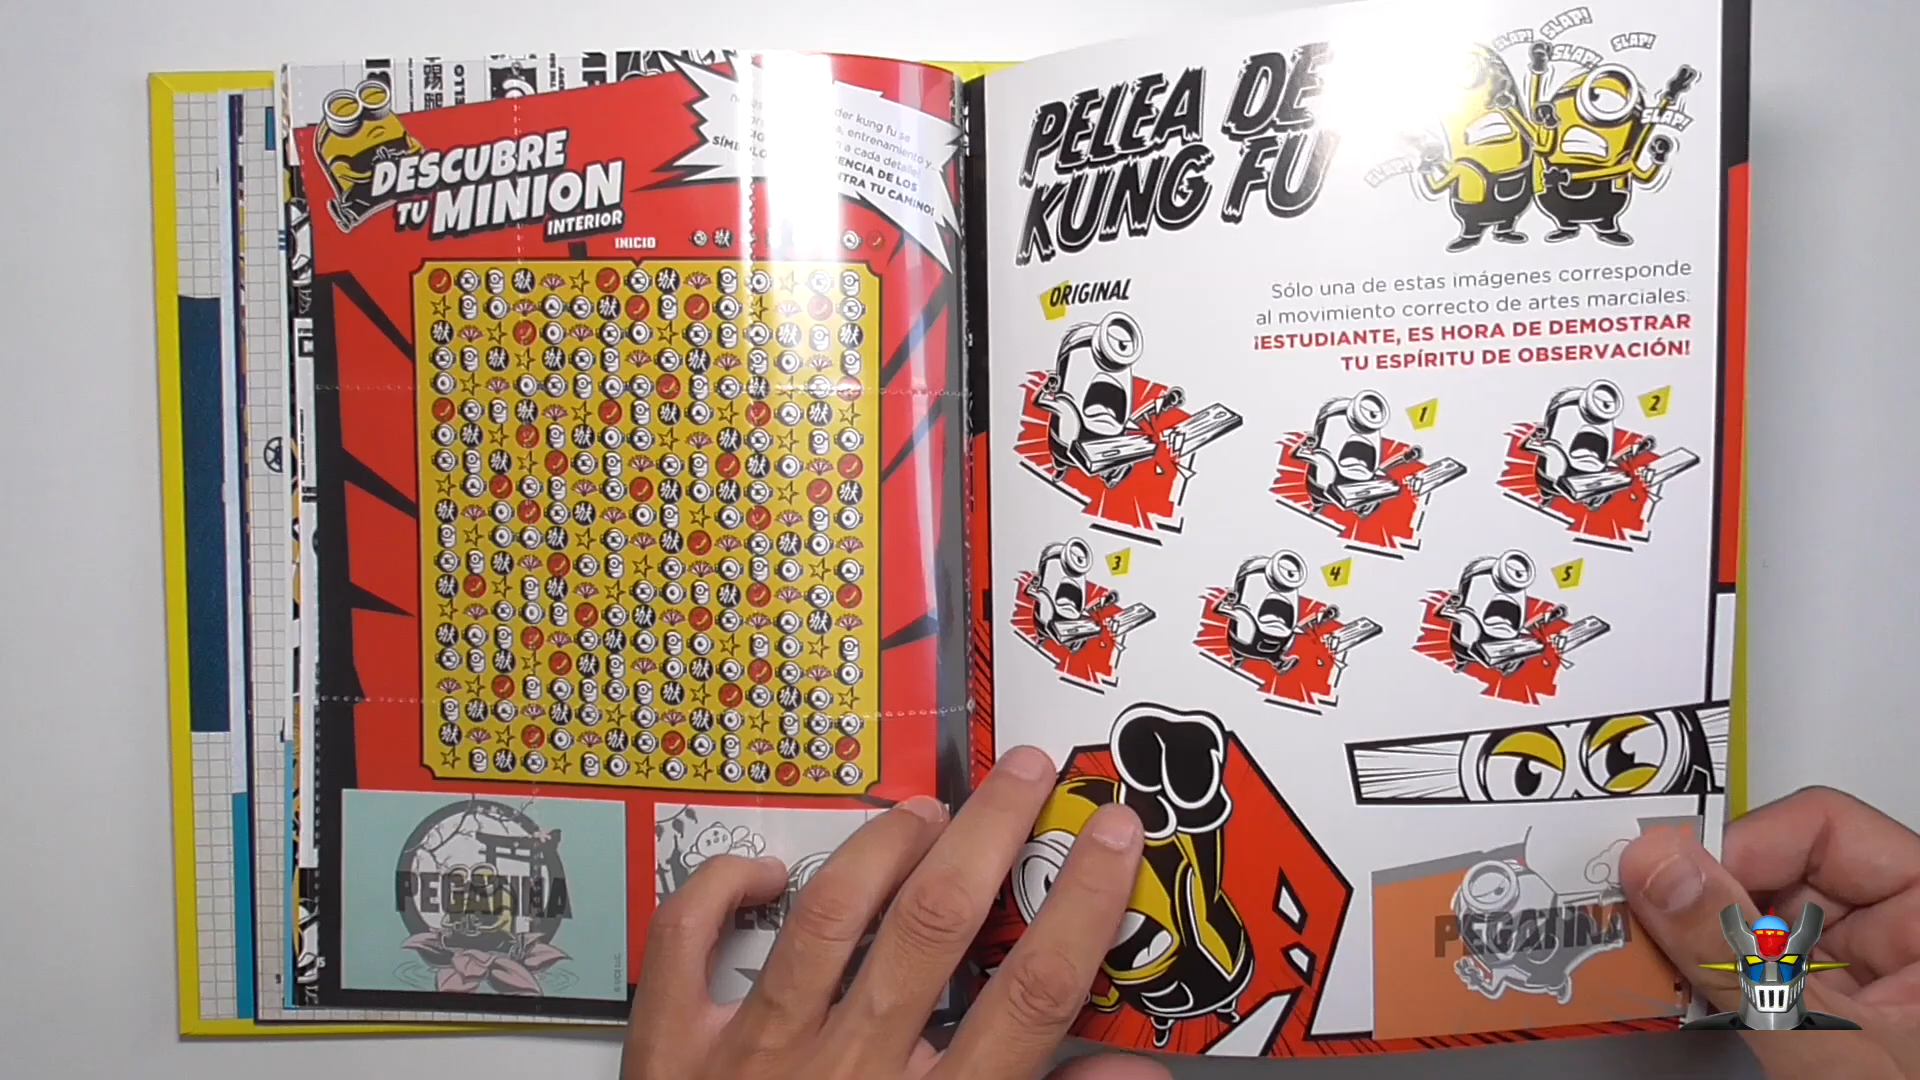 DESCUBRE
TU MINION
INTERIOR
der kung fu se
entrenamiento y...
a cada detalle
ENCIA DE LOS
NTRA TU CAMINO!
INICIO
PEGATINA
PELEA DE
KUNG FU
SLAP!
SLAP!
SLAP!
SLAP!
SLAP!
SLAP!
ORIGINAL
Sólo una de estas imágenes corresponde
al movimiento correcto de artes marciales:
¡ESTUDIANTE, ES HORA DE DEMOSTRAR
TU ESPÍRITU DE OBSERVACIÓN!
1
2
3
4
5
PEGATINA